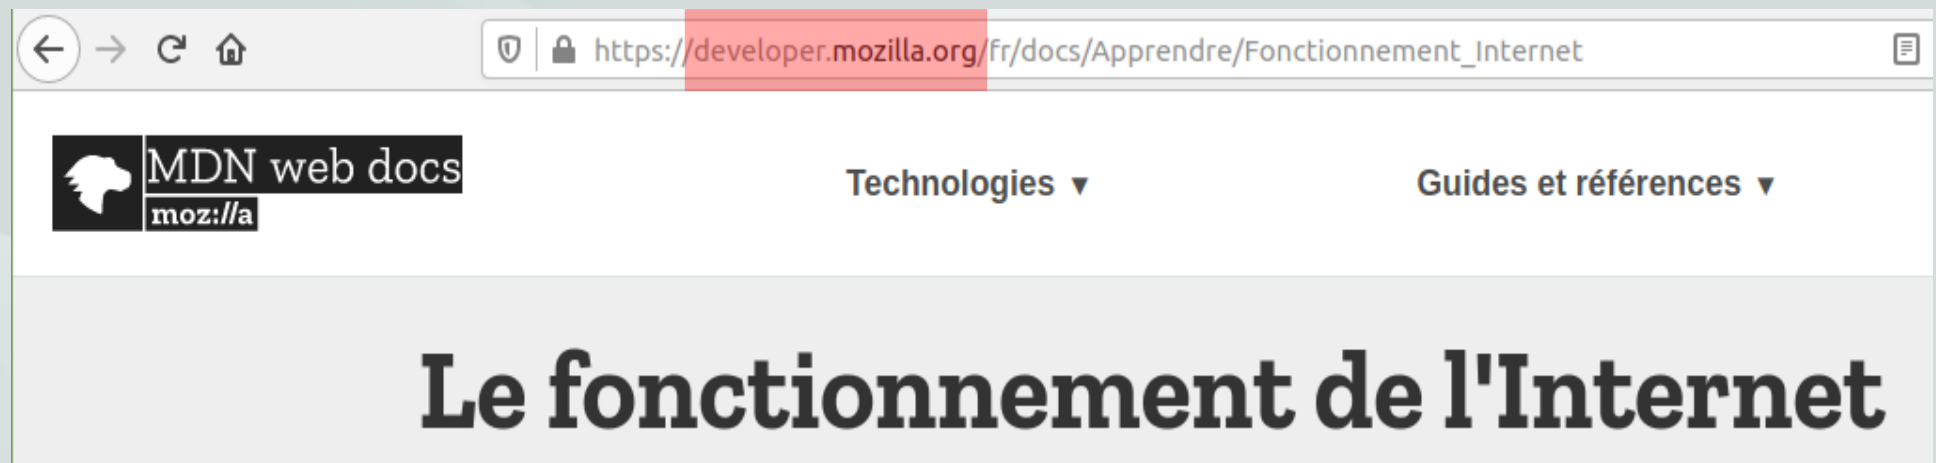 https://developer.mozilla.org/fr/docs/Apprendre/Fonctionnement_Internet
MDN web docs
moz://a
Technologies ▼
Guides et références ▼
Le fonctionnement de l'Internet